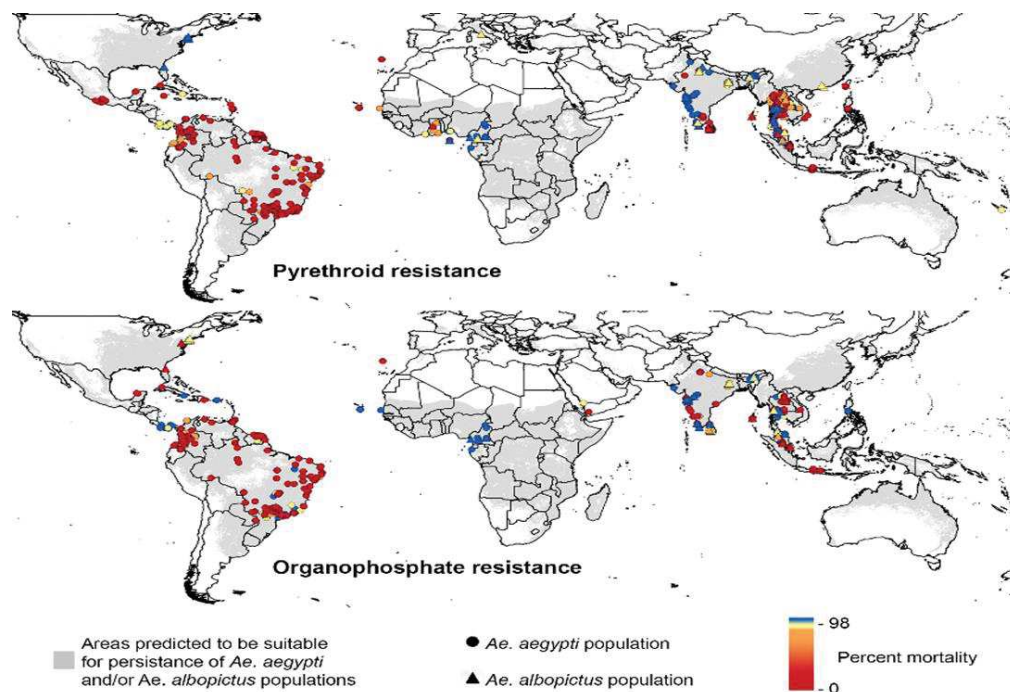 Pyrethroid resistance
Organophosphate resistance
Areas predicted to be suitable
for persistance of Ae. aegypti
and/or Ae. albopictus populations
Ae. aegypti population
Ae. albopictus population
- 98
Percent mortality
- 0